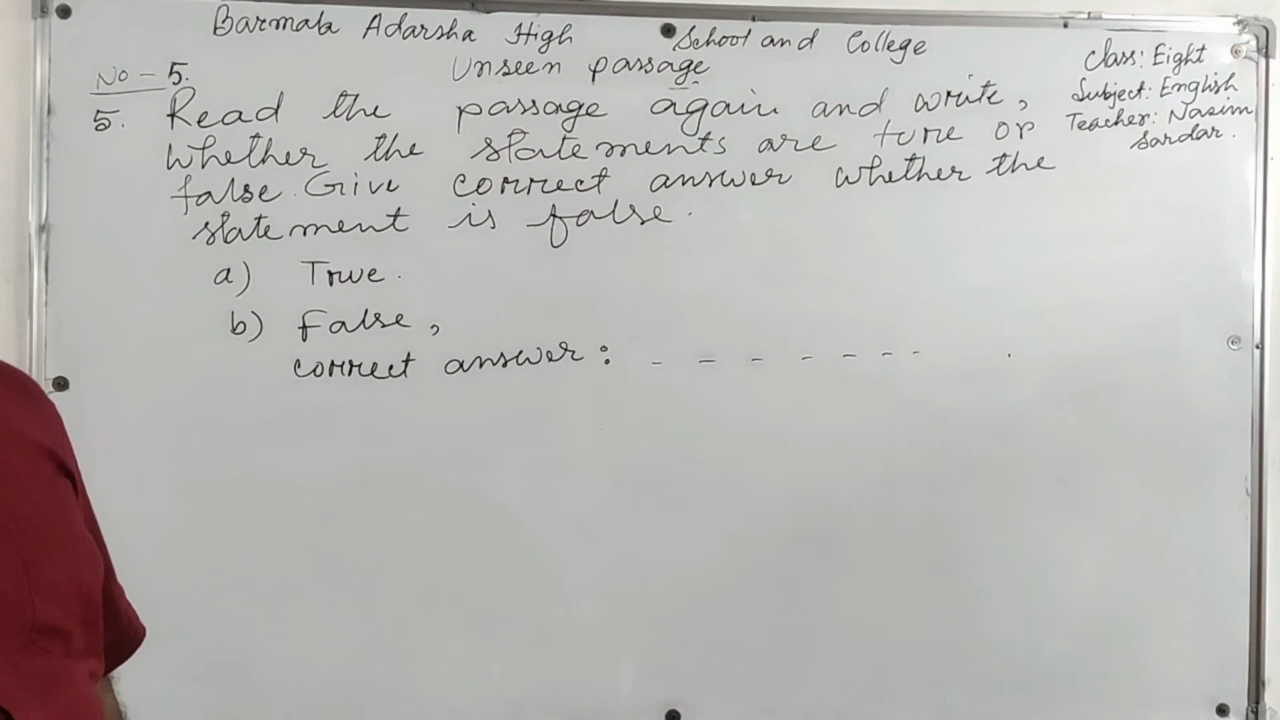 Barmala Adarsha High School and College
Unseen passage
Class: Eight
Subject: English
Teacher: Nasim
Sardar.
No - 5.
5. Read the passage again and write,
whether the statements are ture or
false. Give correct answer whether the
statement is false.
a) True.
b) False,
correct answer: - - - - - - - .